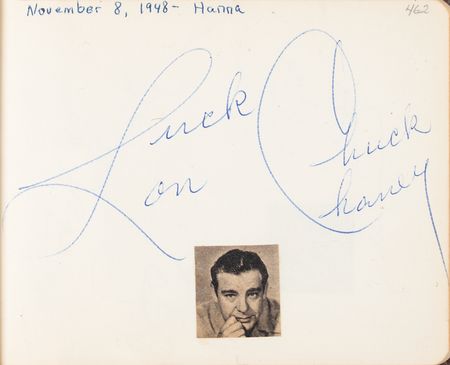 November 8, 1948 - Hanna
462
Luck Chuck
Lon Chaney